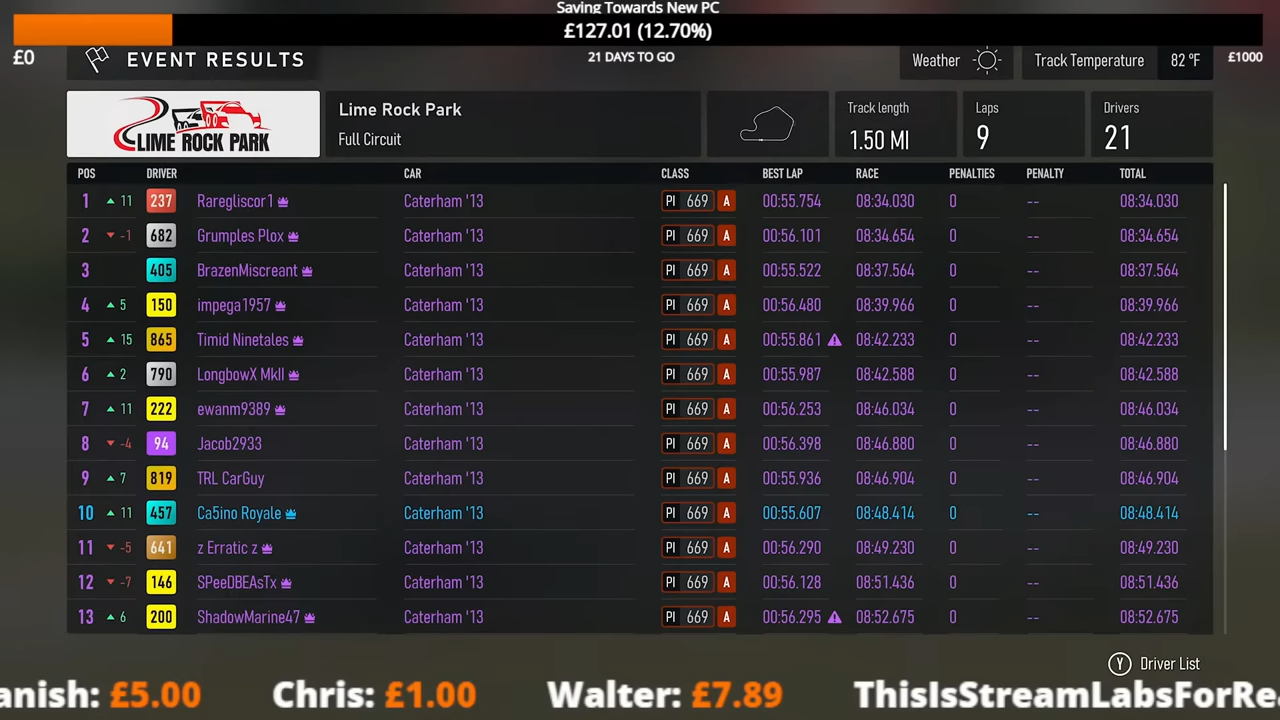 Saving Towards New PC
£127.01 (12.70%)
£0
21 DAYS TO GO
£1000
EVENT RESULTS
Weather
Track Temperature 82 °F
LIME ROCK PARK
Lime Rock Park
Full Circuit
Track length
1.50 MI
Laps
9
Drivers
21
POS DRIVER CAR CLASS BEST LAP RACE PENALTIES PENALTY TOTAL
1 ▲ 11 237 Raregliscor1 Caterham '13 PI 669 A 00:55.754 08:34.030 0 -- 08:34.030
2 ▼ -1 682 Grumples Plox Caterham '13 PI 669 A 00:56.101 08:34.654 0 -- 08:34.654
3 405 BrazenMiscreant Caterham '13 PI 669 A 00:55.522 08:37.564 0 -- 08:37.564
4 ▲ 5 150 impega1957 Caterham '13 PI 669 A 00:56.480 08:39.966 0 -- 08:39.966
5 ▲ 15 865 Timid Ninetales Caterham '13 PI 669 A 00:55.861 08:42.233 0 -- 08:42.233
6 ▲ 2 790 LongbowX MkII Caterham '13 PI 669 A 00:55.987 08:42.588 0 -- 08:42.588
7 ▲ 11 222 ewanm9389 Caterham '13 PI 669 A 00:56.253 08:46.034 0 -- 08:46.034
8 ▼ -4 94 Jacob2933 Caterham '13 PI 669 A 00:56.398 08:46.880 0 -- 08:46.880
9 ▲ 7 819 TRL CarGuy Caterham '13 PI 669 A 00:55.936 08:46.904 0 -- 08:46.904
10 ▲ 11 457 Ca5ino Royale Caterham '13 PI 669 A 00:55.607 08:48.414 0 -- 08:48.414
11 ▼ -5 641 z Erratic z Caterham '13 PI 669 A 00:56.290 08:49.230 0 -- 08:49.230
12 ▼ -7 146 SPeeDBEAsTx Caterham '13 PI 669 A 00:56.128 08:51.436 0 -- 08:51.436
13 ▲ 6 200 ShadowMarine47 Caterham '13 PI 669 A 00:56.295 08:52.675 0 -- 08:52.675
Y Driver List
anish: £5.00 Chris: £1.00 Walter: £7.89 ThisIsStreamLabsForRea